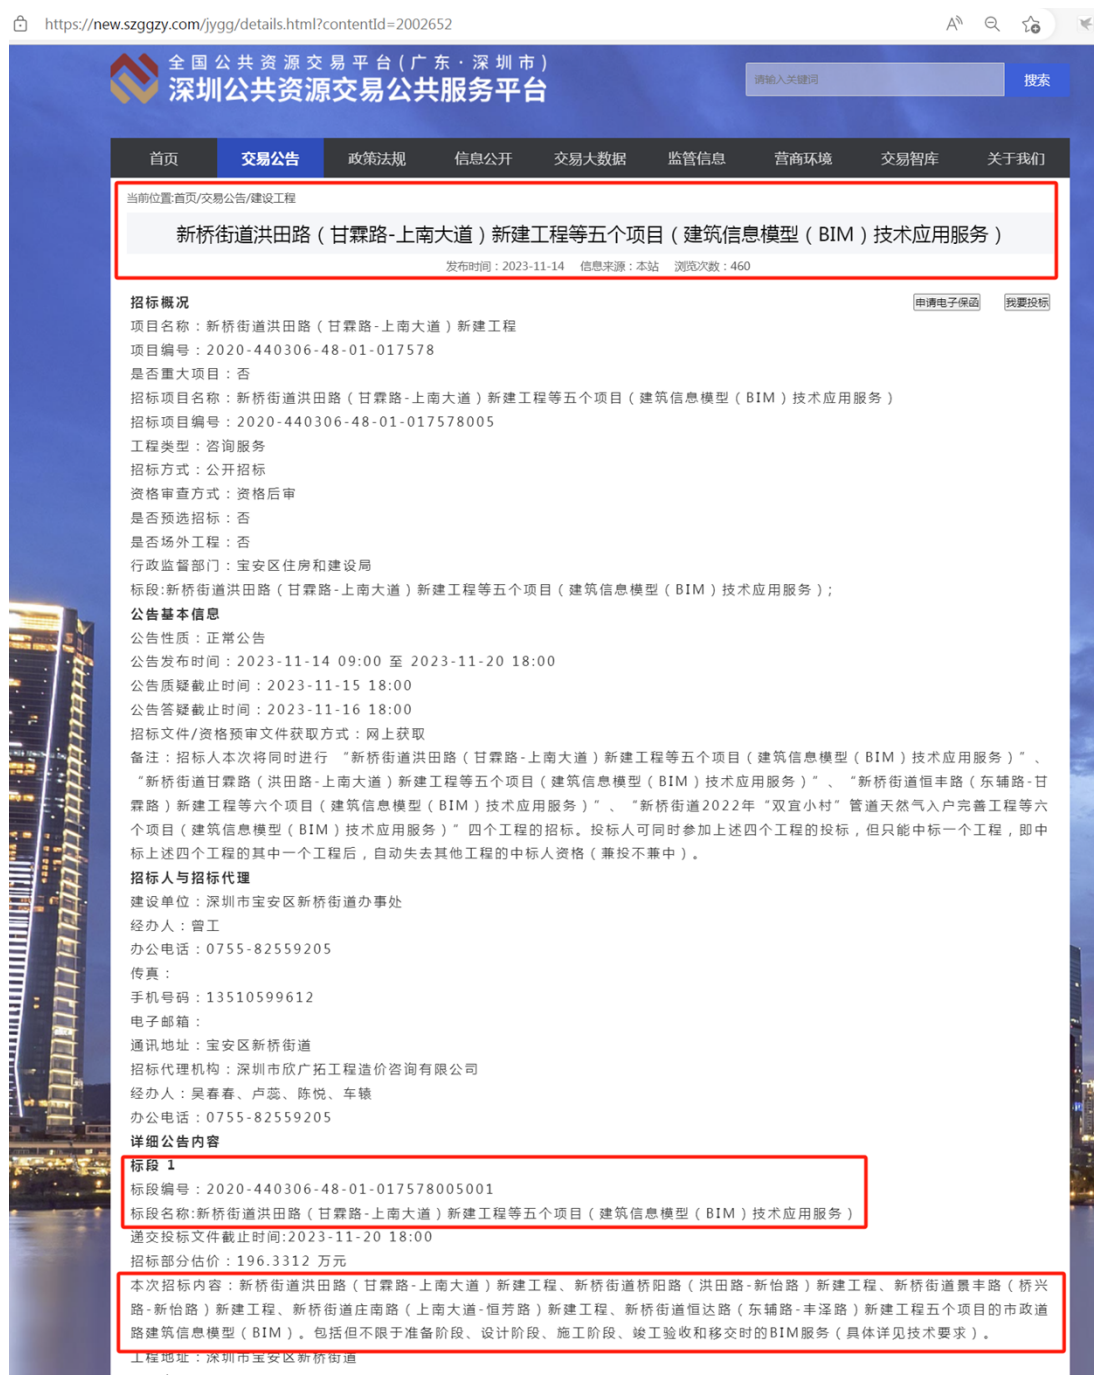 https://new.szggzy.com/jygg/details.html?contentId=2002652
全国公共资源交易平台(广东·深圳市)
深圳公共资源交易公共服务平台
请输入关键词
搜索
首页 交易公告 政策法规 信息公开 交易大数据 监管信息 营商环境 交易智库 关于我们
当前位置:首页/交易公告/建设工程
新桥街道洪田路（甘霖路-上南大道）新建工程等五个项目（建筑信息模型（BIM）技术应用服务）
发布时间：2023-11-14 信息来源：本站 浏览次数：460
招标概况
申请电子保函 我要投标
项目名称：新桥街道洪田路（甘霖路-上南大道）新建工程
项目编号：2020-440306-48-01-017578
是否重大项目：否
招标项目名称：新桥街道洪田路（甘霖路-上南大道）新建工程等五个项目（建筑信息模型（BIM）技术应用服务）
招标项目编号：2020-440306-48-01-017578005
工程类型：咨询服务
招标方式：公开招标
资格审查方式：资格后审
是否预选招标：否
是否场外工程：否
行政监督部门：宝安区住房和建设局
标段:新桥街道洪田路（甘霖路-上南大道）新建工程等五个项目（建筑信息模型（BIM）技术应用服务）;
公告基本信息
公告性质：正常公告
公告发布时间：2023-11-14 09:00 至 2023-11-20 18:00
公告质疑截止时间：2023-11-15 18:00
公告答疑截止时间：2023-11-16 18:00
招标文件/资格预审文件获取方式：网上获取
备注：招标人本次将同时进行 “新桥街道洪田路（甘霖路-上南大道）新建工程等五个项目（建筑信息模型（BIM）技术应用服务）”、
“新桥街道甘霖路（洪田路-上南大道）新建工程等五个项目（建筑信息模型（BIM）技术应用服务）”、 “新桥街道恒丰路（东辅路-甘
霖路）新建工程等六个项目（建筑信息模型（BIM）技术应用服务）”、 “新桥街道2022年 “双宜小村” 管道天然气入户完善工程等六
个项目（建筑信息模型（BIM）技术应用服务）” 四个工程的招标。投标人可同时参加上述四个工程的投标，但只能中标一个工程，即中
标上述四个工程的其中一个工程后，自动失去其他工程的中标人资格（兼投不兼中）。
招标人与招标代理
建设单位：深圳市宝安区新桥街道办事处
经办人：曾工
办公电话：0755-82559205
传真：
手机号码：13510599612
电子邮箱：
通讯地址：宝安区新桥街道
招标代理机构：深圳市欣广拓工程造价咨询有限公司
经办人：吴春春、卢蕊、陈悦、车辕
办公电话：0755-82559205
详细公告内容
标段 1
标段编号：2020-440306-48-01-017578005001
标段名称:新桥街道洪田路（甘霖路-上南大道）新建工程等五个项目（建筑信息模型（BIM）技术应用服务）
递交投标文件截止时间:2023-11-20 18:00
招标部分估价：196.3312 万元
本次招标内容：新桥街道洪田路（甘霖路-上南大道）新建工程、新桥街道桥阳路（洪田路-新怡路）新建工程、新桥街道景丰路（桥兴
路-新怡路）新建工程、新桥街道庄南路（上南大道-恒芳路）新建工程、新桥街道恒达路（东辅路-丰泽路）新建工程五个项目的市政道
路建筑信息模型（BIM）。包括但不限于准备阶段、设计阶段、施工阶段、竣工验收和移交时的BIM服务（具体详见技术要求）。
工程地址：深圳市宝安区新桥街道